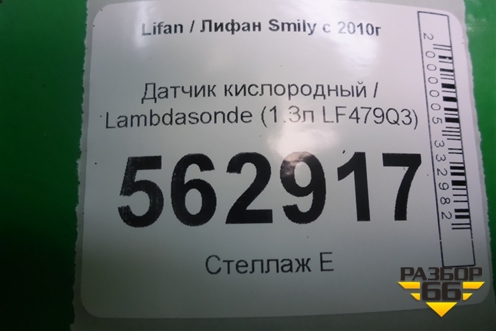 Lifan / Лифан Smily с 2010г
Датчик кислородный /
Lambdasonde (1.3л LF479Q3)
562917
Стеллаж Е
2000005332982
РАЗБОР
66